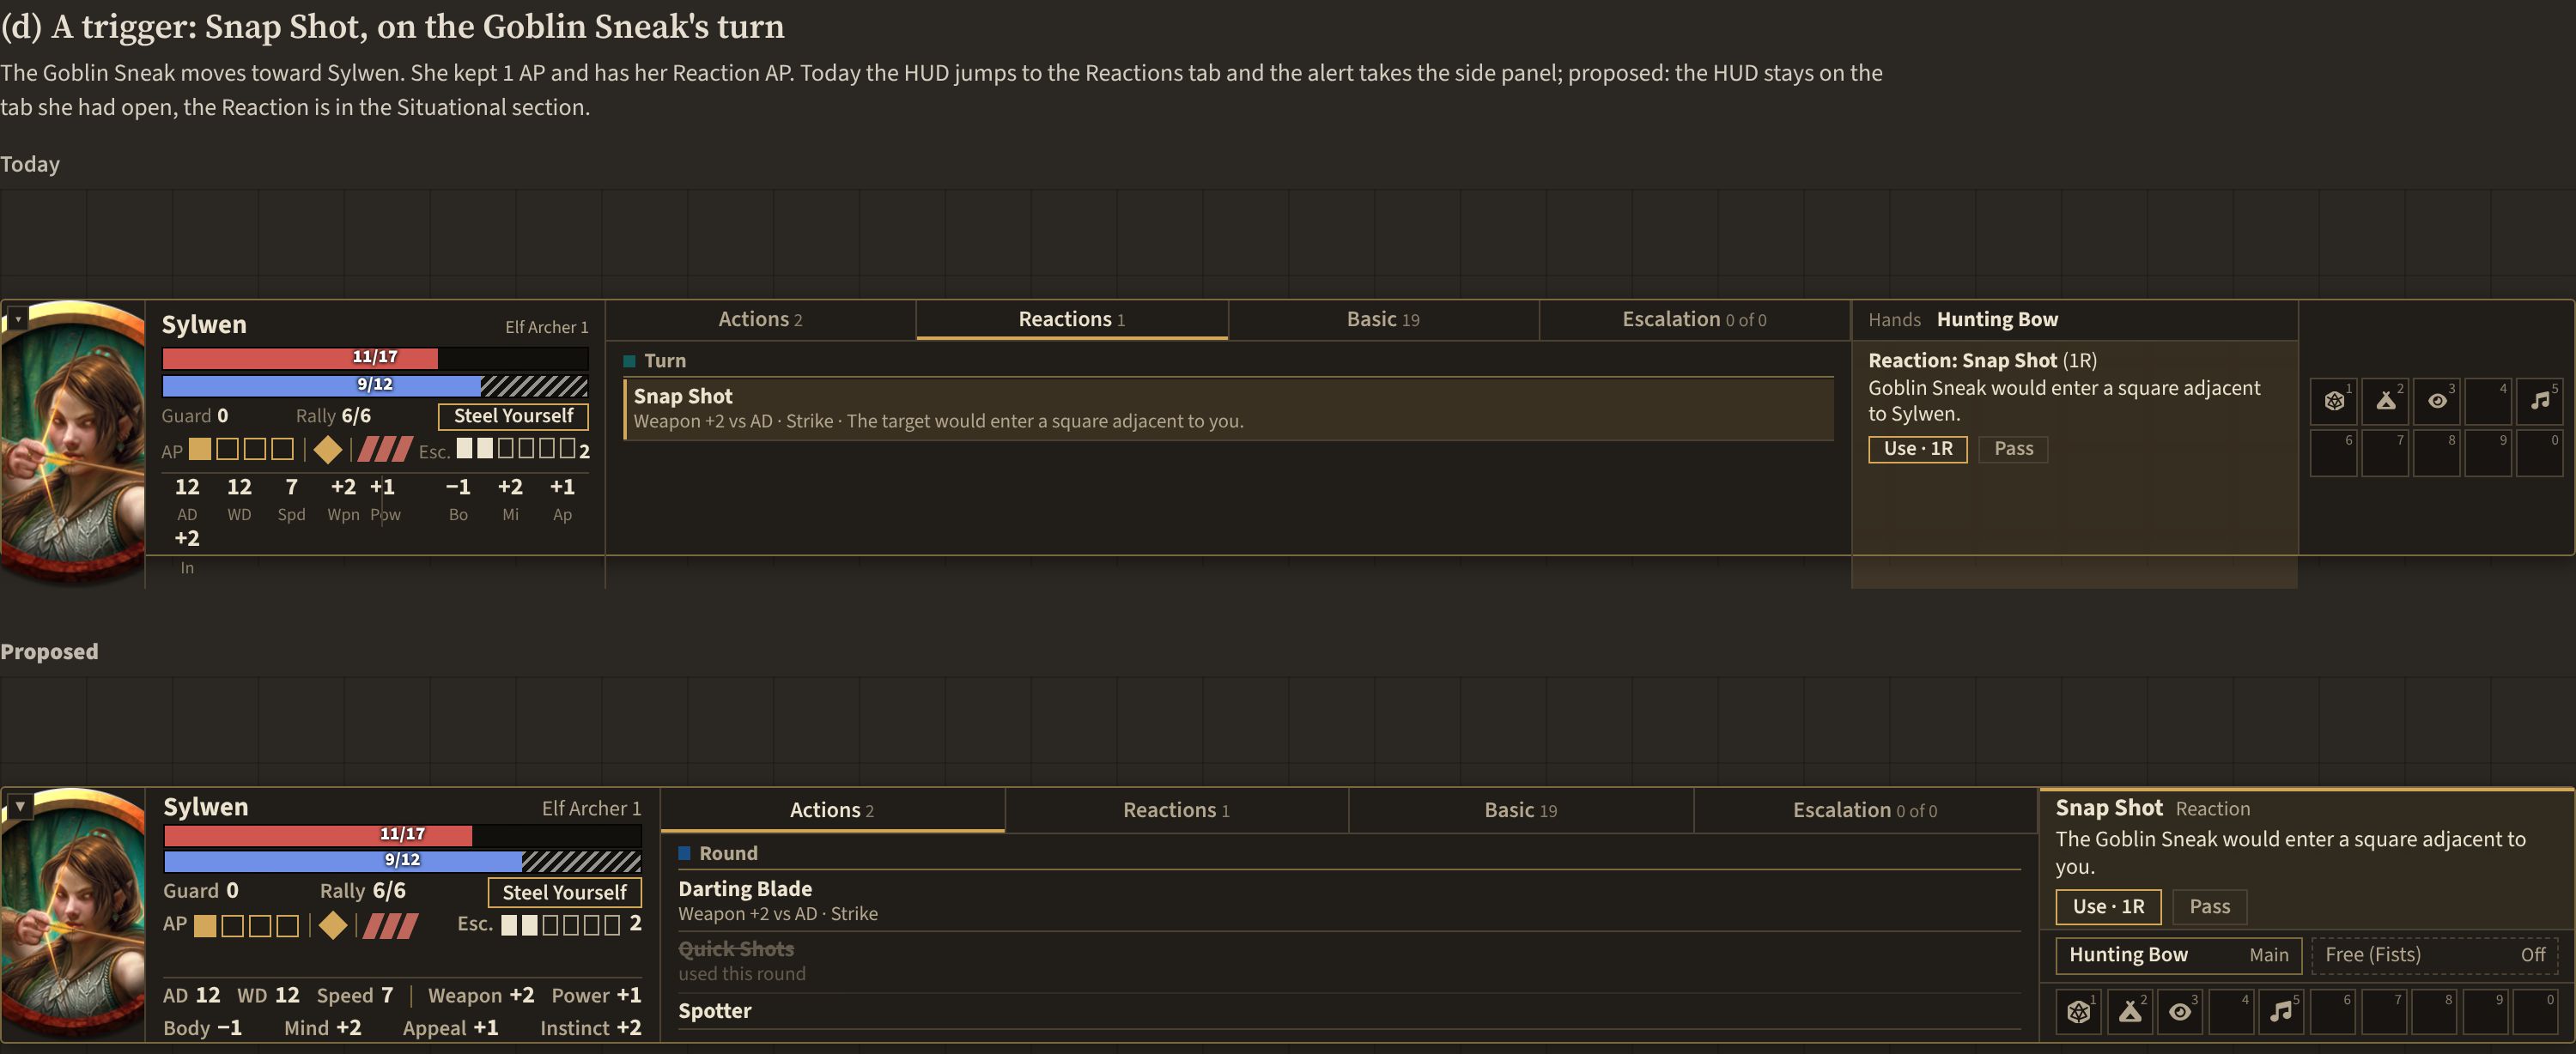 (d) A trigger: Snap Shot, on the Goblin Sneak's turn
The Goblin Sneak moves toward Sylwen. She kept 1 AP and has her Reaction AP. Today the HUD jumps to the Reactions tab and the alert takes the side panel; proposed: the HUD stays on the
tab she had open, the Reaction is in the Situational section.
Today
Sylwen Elf Archer 1
11/17
9/12
Guard 0 Rally 6/6 Steel Yourself
AP Esc. 2
12 12 7 +2 +1 −1 +2 +1
AD WD Spd Wpn Pow Bo Mi Ap
+2
In
Actions 2 Reactions 1 Basic 19 Escalation 0 of 0
Turn
Snap Shot
Weapon +2 vs AD · Strike · The target would enter a square adjacent to you.
Hands Hunting Bow
Reaction: Snap Shot (1R)
Goblin Sneak would enter a square adjacent
to Sylwen.
Use · 1R Pass
1 2 3 4 5
6 7 8 9 0
Proposed
Sylwen Elf Archer 1
11/17
9/12
Guard 0 Rally 6/6 Steel Yourself
AP Esc. 2
AD 12 WD 12 Speed 7 Weapon +2 Power +1
Body −1 Mind +2 Appeal +1 Instinct +2
Actions 2 Reactions 1 Basic 19 Escalation 0 of 0
Round
Darting Blade
Weapon +2 vs AD · Strike
Quick Shots
used this round
Spotter
Snap Shot Reaction
The Goblin Sneak would enter a square adjacent to
you.
Use · 1R Pass
Hunting Bow Main Free (Fists) Off
1 2 3 4 5 6 7 8 9 0